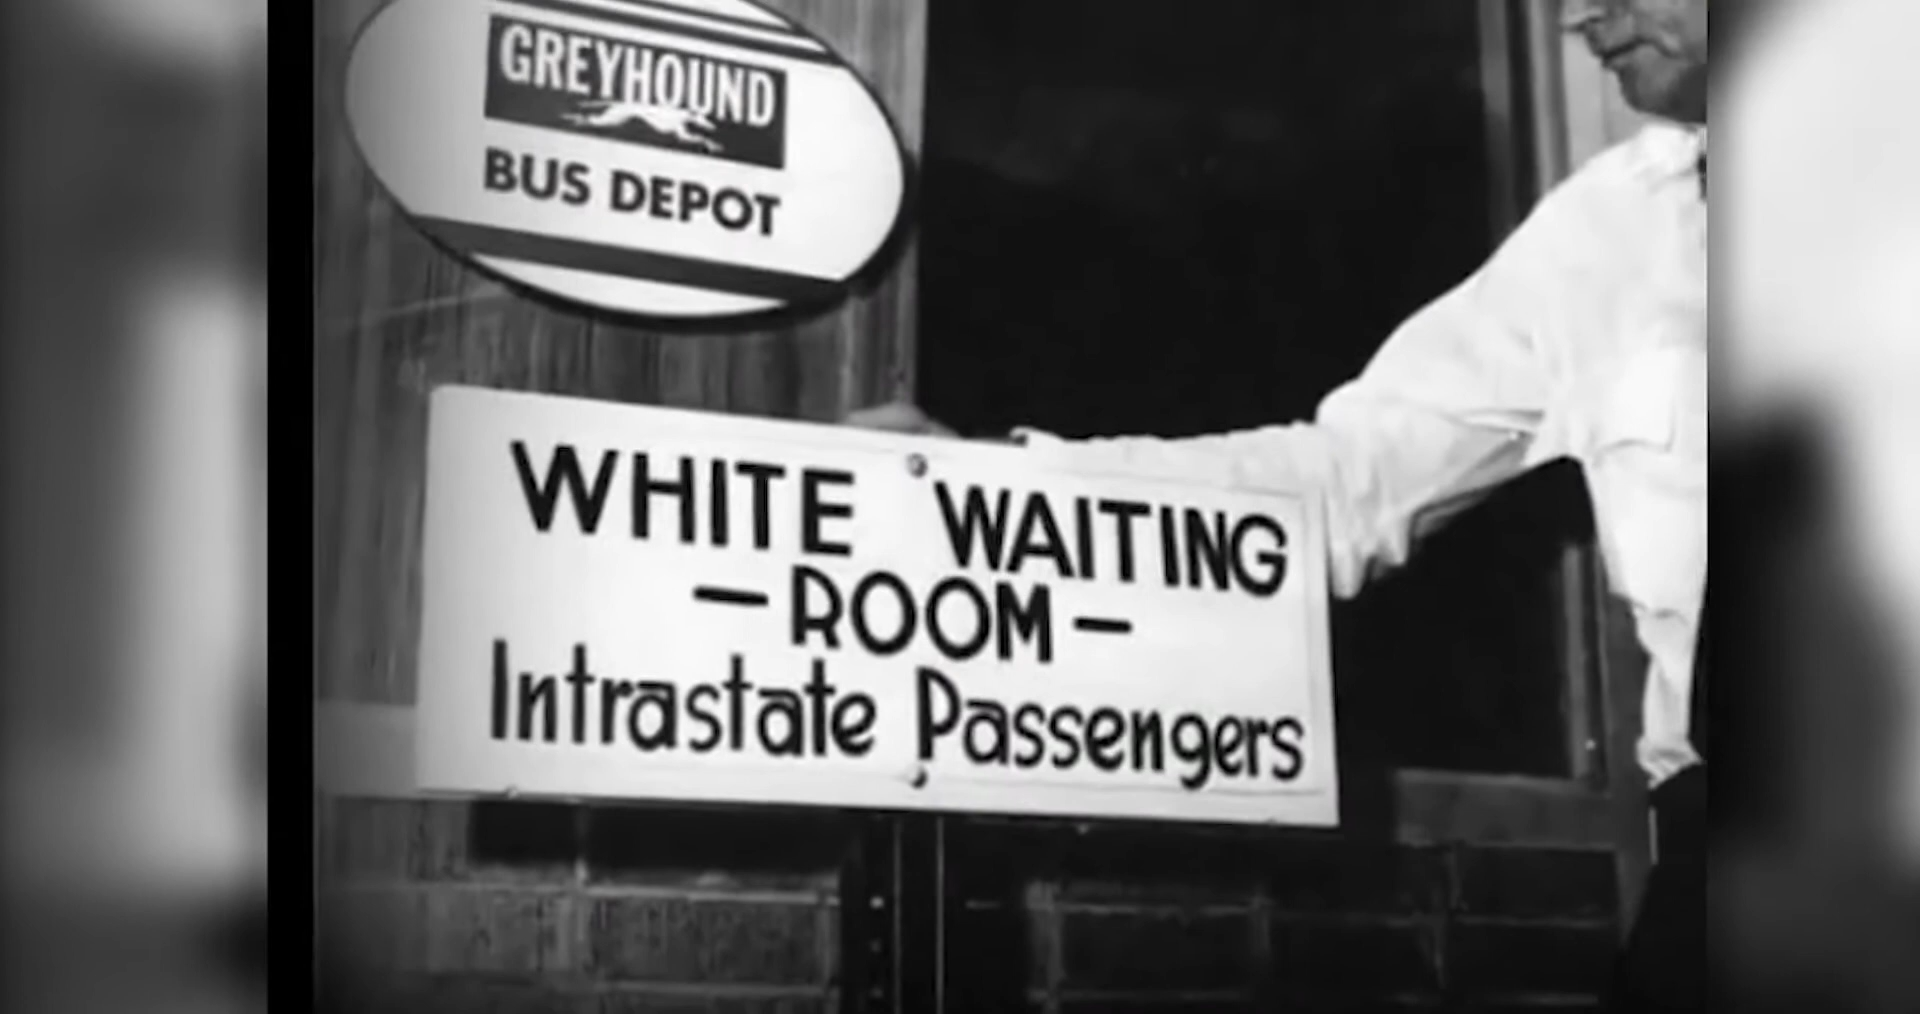 GREYHOUND
BUS DEPOT
WHITE WAITING
- ROOM -
Intrastate Passengers